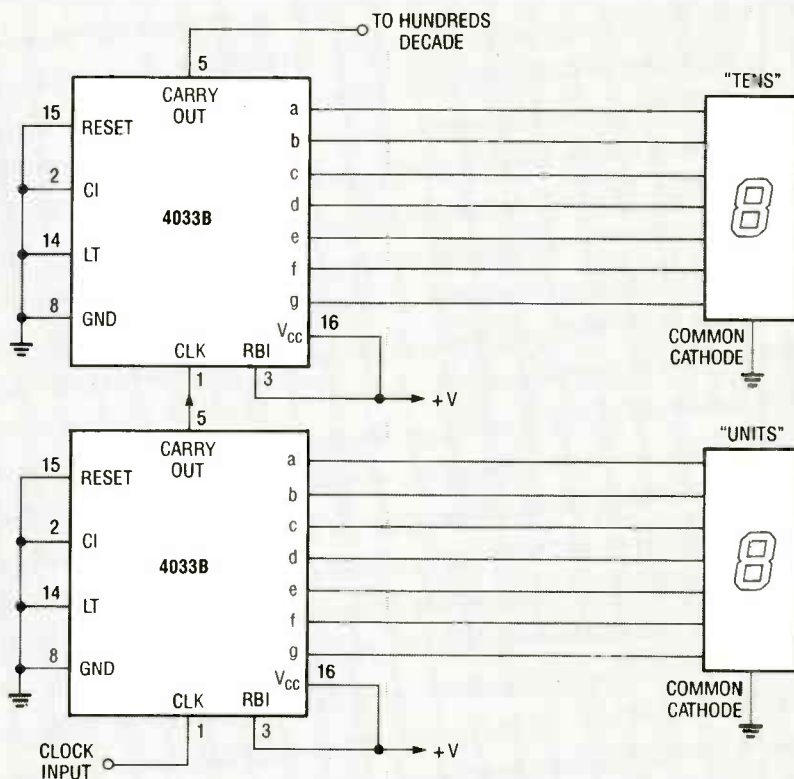 TO HUNDREDS
DECADE
5
CARRY
OUT
"TENS"
15
RESET
a
b
2
CI
c
4033B
d
14
LT
e
f
8
GND
g
VCC
16
CLK
RBI
COMMON
CATHODE
1
3
+V
5
CARRY
OUT
"UNITS"
15
RESET
a
b
2
CI
c
4033B
d
14
LT
e
f
8
GND
g
VCC
16
CLK
RBI
COMMON
CATHODE
1
3
+V
CLOCK
INPUT
8
8